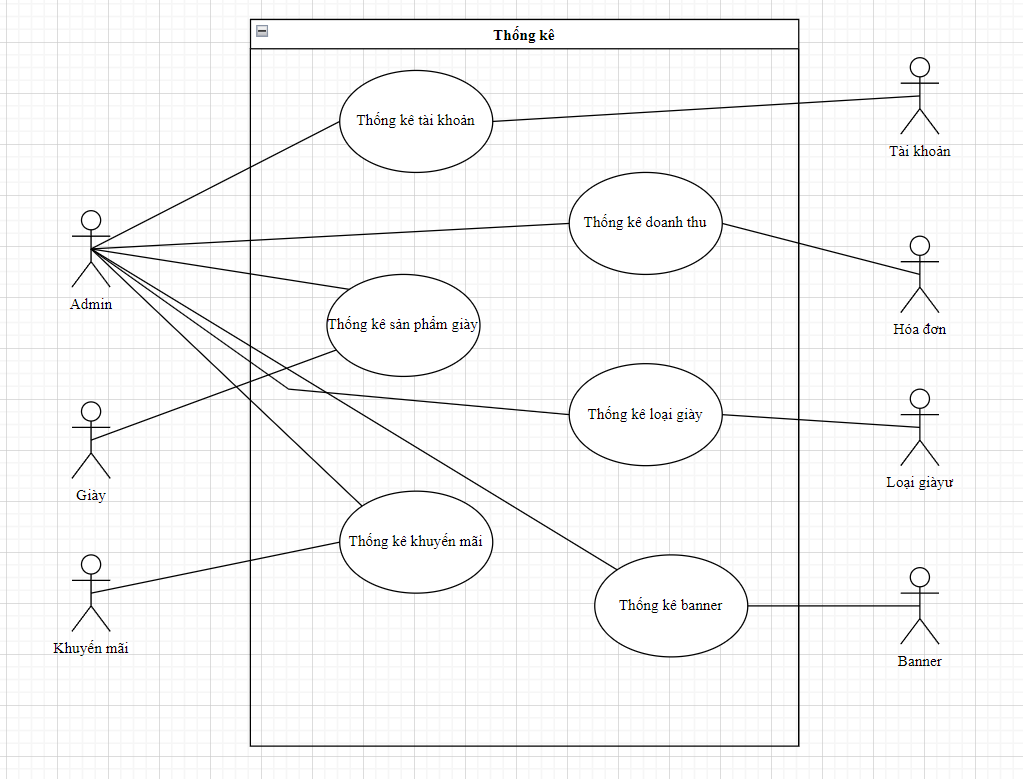 Thống kê
Thống kê tài khoản
Tài khoản
Thống kê doanh thu
Admin
Hóa đơn
Thống kê sản phẩm giày
Thống kê loại giày
Giày
Loại giàyư
Thống kê khuyến mãi
Khuyến mãi
Thống kê banner
Banner